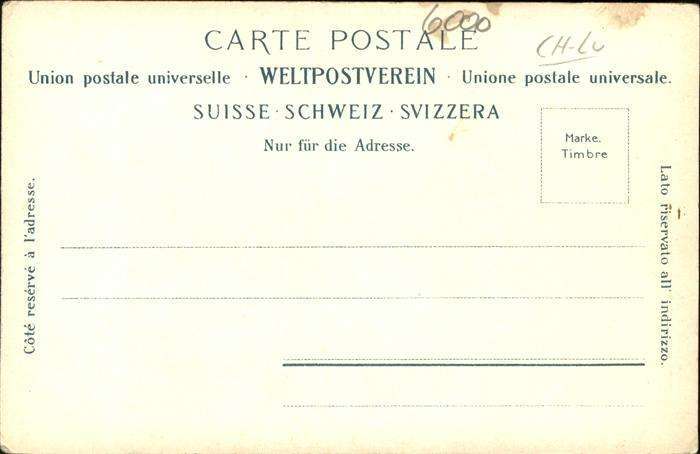 6000
CH-Lu
CARTE POSTALE
Union postale universelle · WELTPOSTVEREIN · Unione postale universale.
SUISSE · SCHWEIZ · SVIZZERA
Nur für die Adresse.
Marke.
Timbre
Côté resérvé à l'adresse.
Lato riservato all' indirizzo.